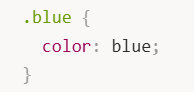 .blue {
  color: blue;
}